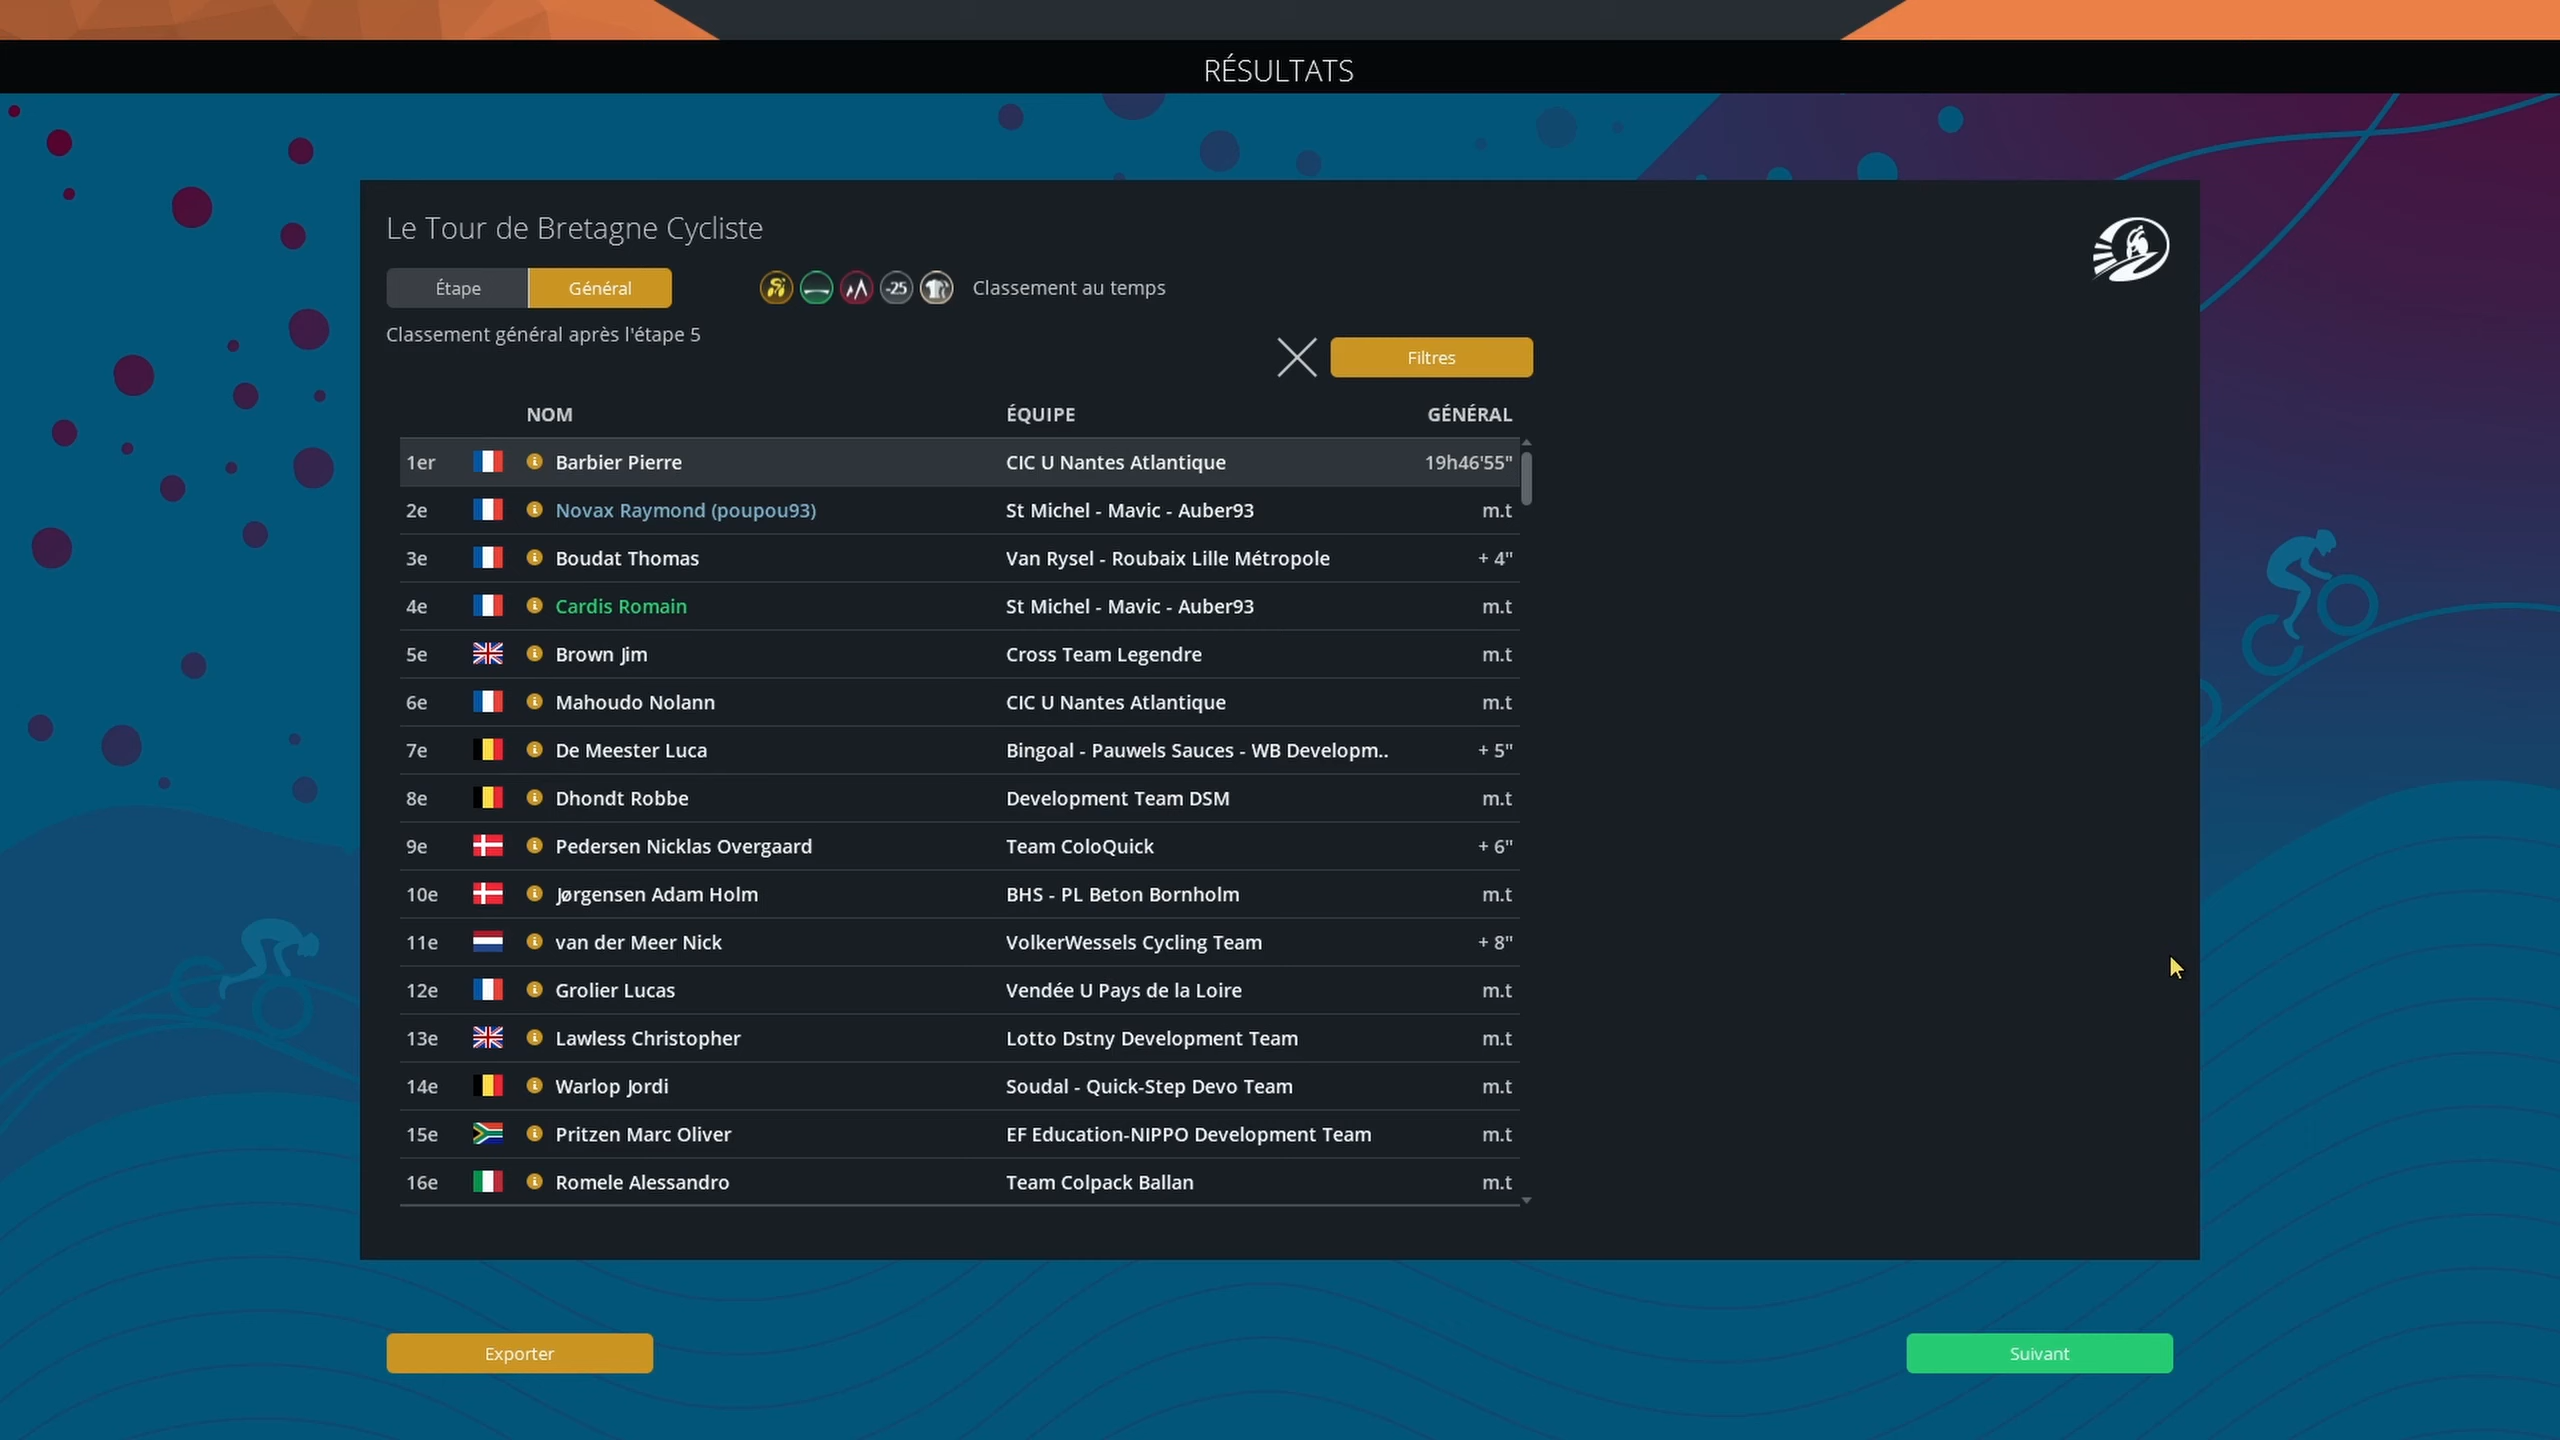 RÉSULTATS
Le Tour de Bretagne Cycliste
Étape Général -25 Classement au temps
Classement général après l'étape 5
Filtres
NOM ÉQUIPE GÉNÉRAL
1er Barbier Pierre CIC U Nantes Atlantique 19h46'55"
2e Novax Raymond (poupou93) St Michel - Mavic - Auber93 m.t
3e Boudat Thomas Van Rysel - Roubaix Lille Métropole + 4"
4e Cardis Romain St Michel - Mavic - Auber93 m.t
5e Brown Jim Cross Team Legendre m.t
6e Mahoudo Nolann CIC U Nantes Atlantique m.t
7e De Meester Luca Bingoal - Pauwels Sauces - WB Developm.. + 5"
8e Dhondt Robbe Development Team DSM m.t
9e Pedersen Nicklas Overgaard Team ColoQuick + 6"
10e Jørgensen Adam Holm BHS - PL Beton Bornholm m.t
11e van der Meer Nick VolkerWessels Cycling Team + 8"
12e Grolier Lucas Vendée U Pays de la Loire m.t
13e Lawless Christopher Lotto Dstny Development Team m.t
14e Warlop Jordi Soudal - Quick-Step Devo Team m.t
15e Pritzen Marc Oliver EF Education-NIPPO Development Team m.t
16e Romele Alessandro Team Colpack Ballan m.t
Exporter Suivant